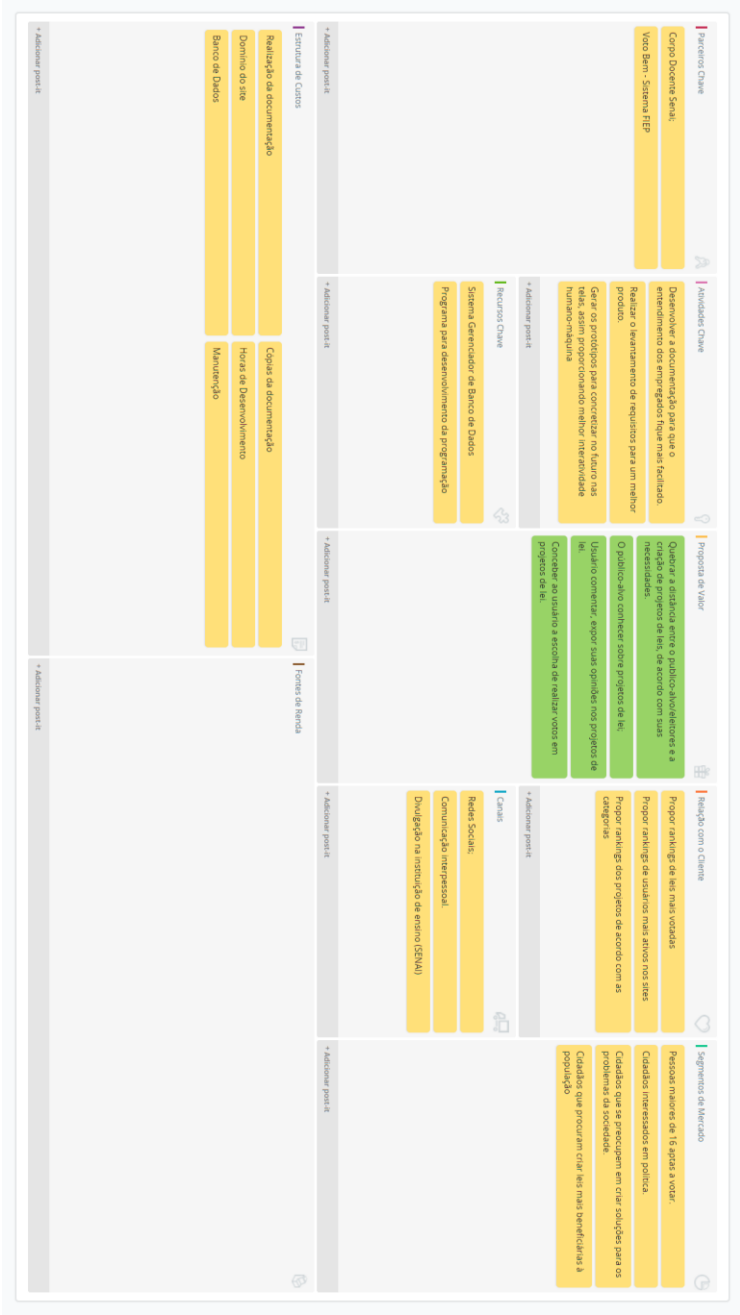 Parceiros Chave
Corpo Docente Senai;
Voto Bem - Sistema FIEP
+ Adicionar post-it
Atividades Chave
Desenvolver a documentação para que o
entendimento dos empregados fique mais facilitado.
Realizar o levantamento de requisitos para um melhor
produto.
Gerar os protótipos para concretizar no futuro nas
telas, assim proporcionando melhor interatividade
humano-máquina
+ Adicionar post-it
Recursos Chave
Sistema Gerenciador de Banco de Dados
Programa para desenvolvimento da programação
+ Adicionar post-it
Proposta de Valor
Quebrar a distância entre o publico-alvo/eleitores e a
criação de projetos de leis, de acordo com suas
necessidades.
O público-alvo conhecer sobre projetos de lei;
Usuário comentar, expor suas opiniões nos projetos de
lei.
Conceber ao usuário a escolha de realizar votos em
projetos de lei.
+ Adicionar post-it
Relação com o Cliente
Propor rankings de leis mais votadas
Propor rankings de usuários mais ativos nos sites
Propor rankings dos projetos de acordo com as
categorias
+ Adicionar post-it
Canais
Redes Sociais;
Comunicação interpessoal.
Divulgação na instituição de ensino (SENAI)
+ Adicionar post-it
Segmentos de Mercado
Pessoas maiores de 16 aptas a votar.
Cidadãos interessados em política.
Cidadãos que se preocupem em criar soluções para os
problemas da sociedade.
Cidadãos que procuram criar leis mais beneficiárias à
população
+ Adicionar post-it
Estrutura de Custos
Realização da documentação
Cópias da documentação
Domínio do site
Horas de Desenvolvimento
Banco de Dados
Manutenção
+ Adicionar post-it
Fontes de Renda
+ Adicionar post-it